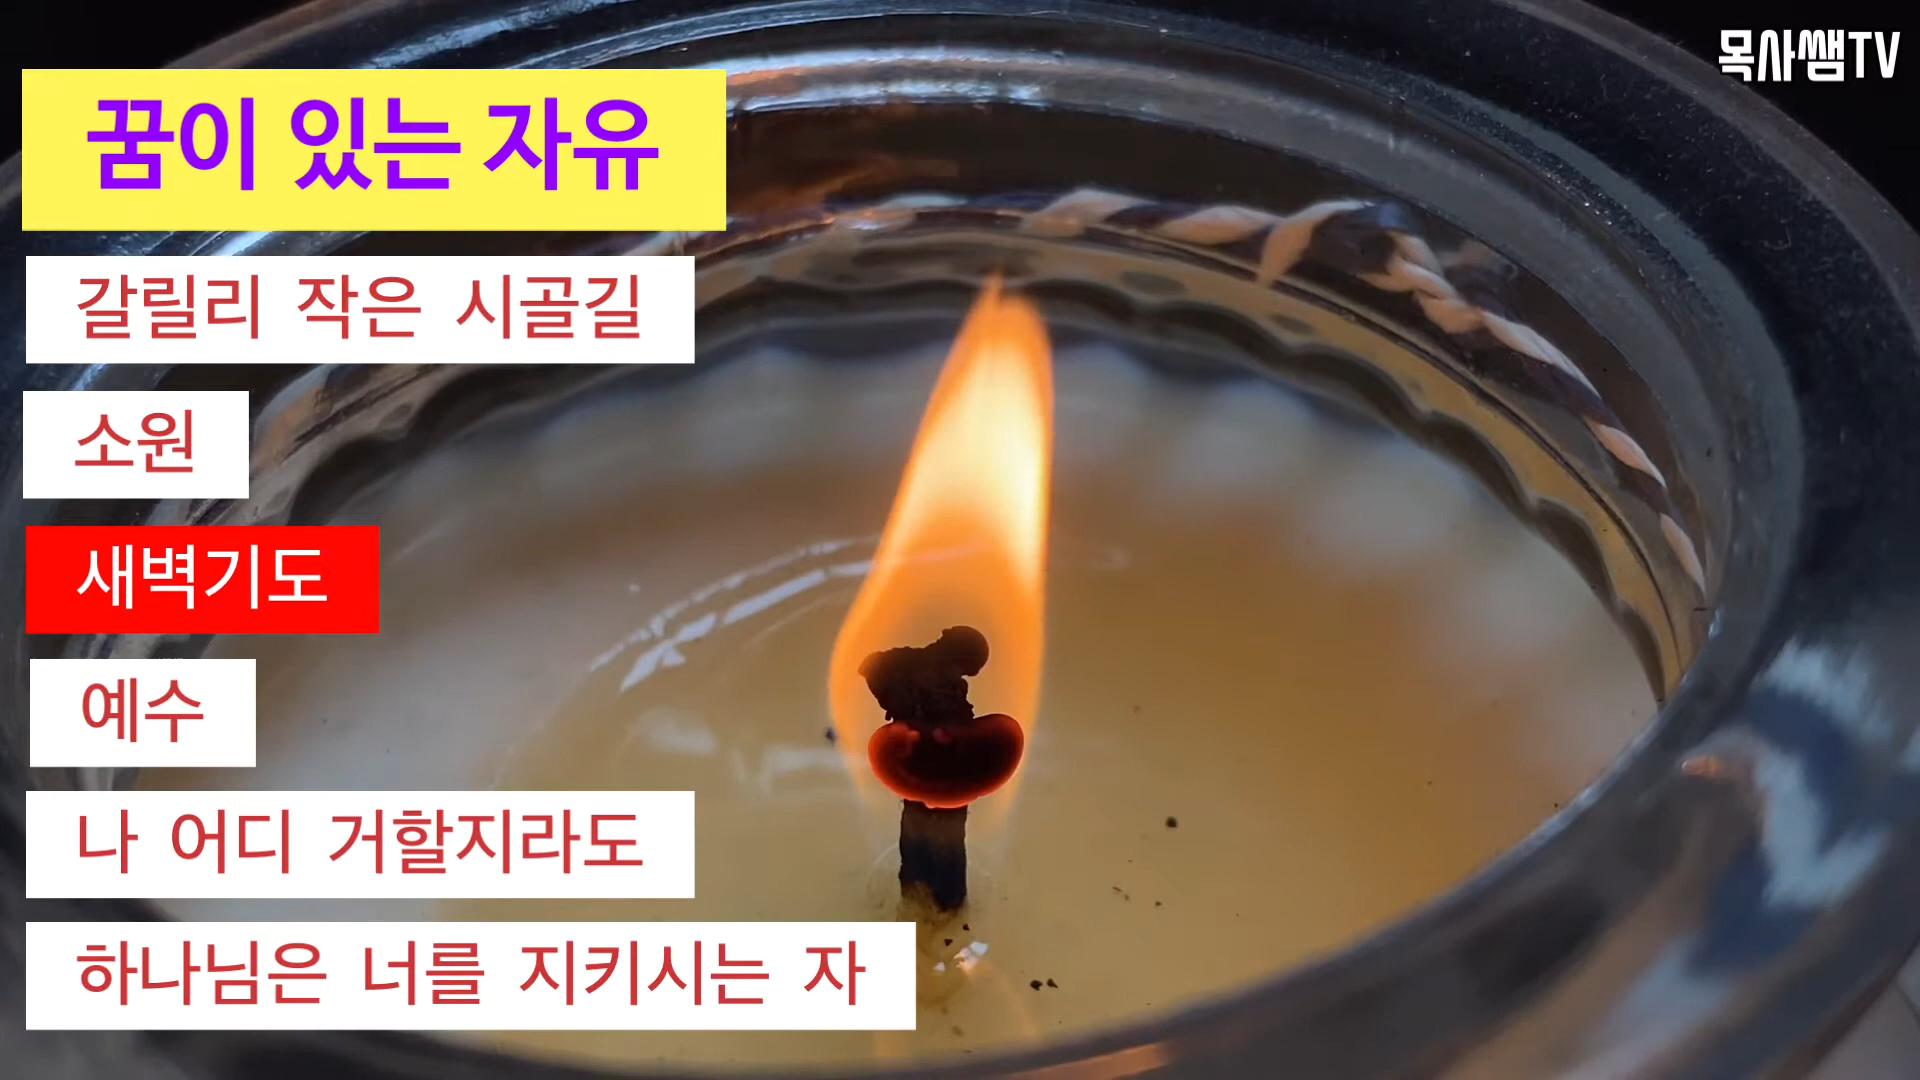 목사쌤TV
꿈이 있는 자유
갈릴리 작은 시골길
소원
새벽기도
예수
나 어디 거할지라도
하나님은 너를 지키시는 자